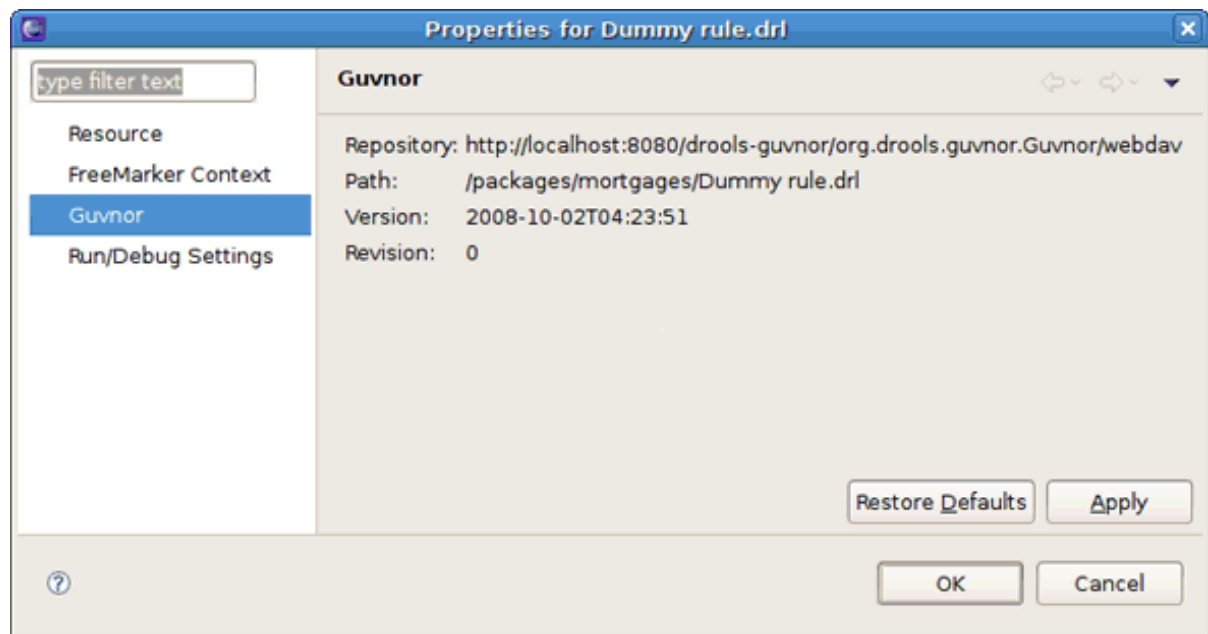 Properties for Dummy rule.drl
type filter text
Resource
FreeMarker Context
Guvnor
Run/Debug Settings
Guvnor
Repository: http://localhost:8080/drools-guvnor/org.drools.guvnor.Guvnor/webdav
Path: /packages/mortgages/Dummy rule.drl
Version: 2008-10-02T04:23:51
Revision: 0
Restore Defaults Apply
? OK Cancel